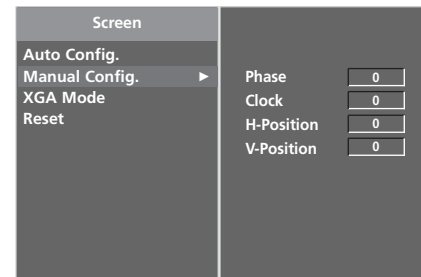 Screen
Auto Config.
Manual Config. ►
XGA Mode
Reset
Phase 0
Clock 0
H-Position 0
V-Position 0